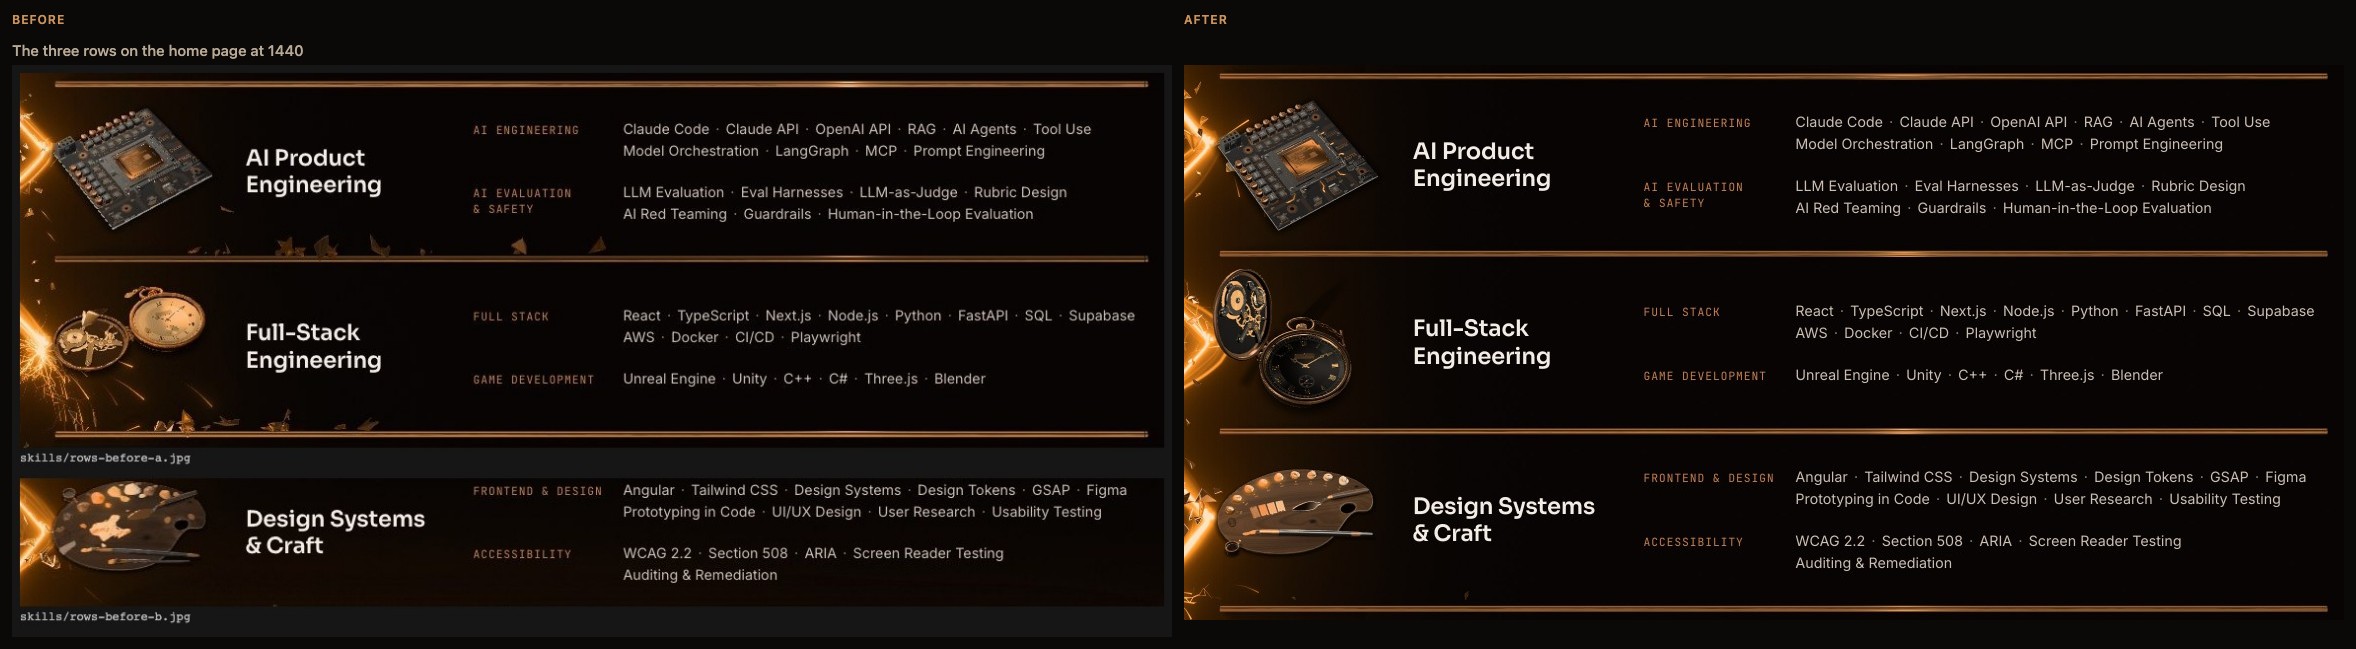 BEFORE
The three rows on the home page at 1440
AI Product
Engineering
AI ENGINEERING
Claude Code · Claude API · OpenAI API · RAG · AI Agents · Tool Use
Model Orchestration · LangGraph · MCP · Prompt Engineering
AI EVALUATION
& SAFETY
LLM Evaluation · Eval Harnesses · LLM-as-Judge · Rubric Design
AI Red Teaming · Guardrails · Human-in-the-Loop Evaluation
Full-Stack
Engineering
FULL STACK
React · TypeScript · Next.js · Node.js · Python · FastAPI · SQL · Supabase
AWS · Docker · CI/CD · Playwright
GAME DEVELOPMENT
Unreal Engine · Unity · C++ · C# · Three.js · Blender
skills/rows-before-a.jpg
Design Systems
& Craft
FRONTEND & DESIGN
Angular · Tailwind CSS · Design Systems · Design Tokens · GSAP · Figma
Prototyping in Code · UI/UX Design · User Research · Usability Testing
ACCESSIBILITY
WCAG 2.2 · Section 508 · ARIA · Screen Reader Testing
Auditing & Remediation
skills/rows-before-b.jpg
AFTER
AI Product
Engineering
AI ENGINEERING
Claude Code · Claude API · OpenAI API · RAG · AI Agents · Tool Use
Model Orchestration · LangGraph · MCP · Prompt Engineering
AI EVALUATION
& SAFETY
LLM Evaluation · Eval Harnesses · LLM-as-Judge · Rubric Design
AI Red Teaming · Guardrails · Human-in-the-Loop Evaluation
Full-Stack
Engineering
FULL STACK
React · TypeScript · Next.js · Node.js · Python · FastAPI · SQL · Supabase
AWS · Docker · CI/CD · Playwright
GAME DEVELOPMENT
Unreal Engine · Unity · C++ · C# · Three.js · Blender
Design Systems
& Craft
FRONTEND & DESIGN
Angular · Tailwind CSS · Design Systems · Design Tokens · GSAP · Figma
Prototyping in Code · UI/UX Design · User Research · Usability Testing
ACCESSIBILITY
WCAG 2.2 · Section 508 · ARIA · Screen Reader Testing
Auditing & Remediation